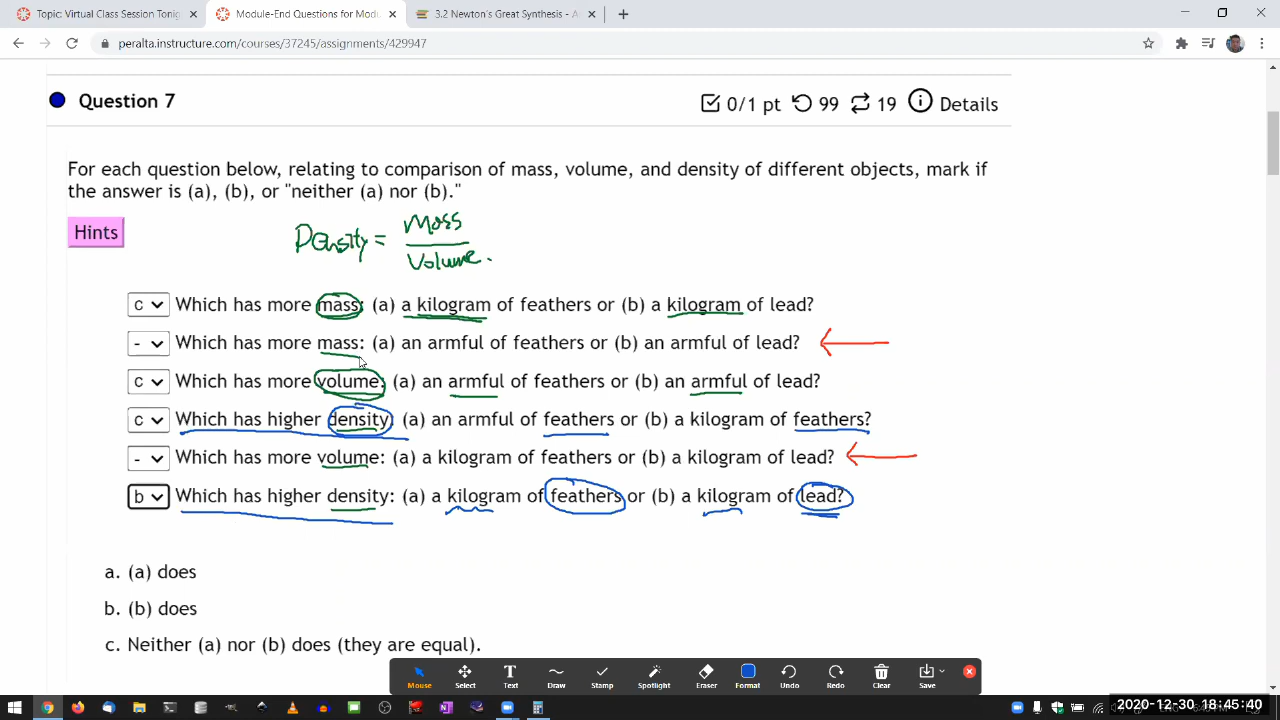 Topic: Virtual Class Session Tonig
Module-End Questions for Modu
3.2 Newton's Great Synthesis - A
peralta.instructure.com/courses/37245/assignments/429947
Question 7
0/1 pt 99 19 Details
For each question below, relating to comparison of mass, volume, and density of different objects, mark if
the answer is (a), (b), or "neither (a) nor (b)."
Hints
Density = Mass
Volume.
c Which has more mass: (a) a kilogram of feathers or (b) a kilogram of lead?
- Which has more mass: (a) an armful of feathers or (b) an armful of lead?
c Which has more volume: (a) an armful of feathers or (b) an armful of lead?
c Which has higher density: (a) an armful of feathers or (b) a kilogram of feathers?
- Which has more volume: (a) a kilogram of feathers or (b) a kilogram of lead?
b Which has higher density: (a) a kilogram of feathers or (b) a kilogram of lead?
a. (a) does
b. (b) does
c. Neither (a) nor (b) does (they are equal).
Mouse Select Text Draw Stamp Spotlight Eraser Format Undo Redo Clear Save
2020-12-30 18:45:40